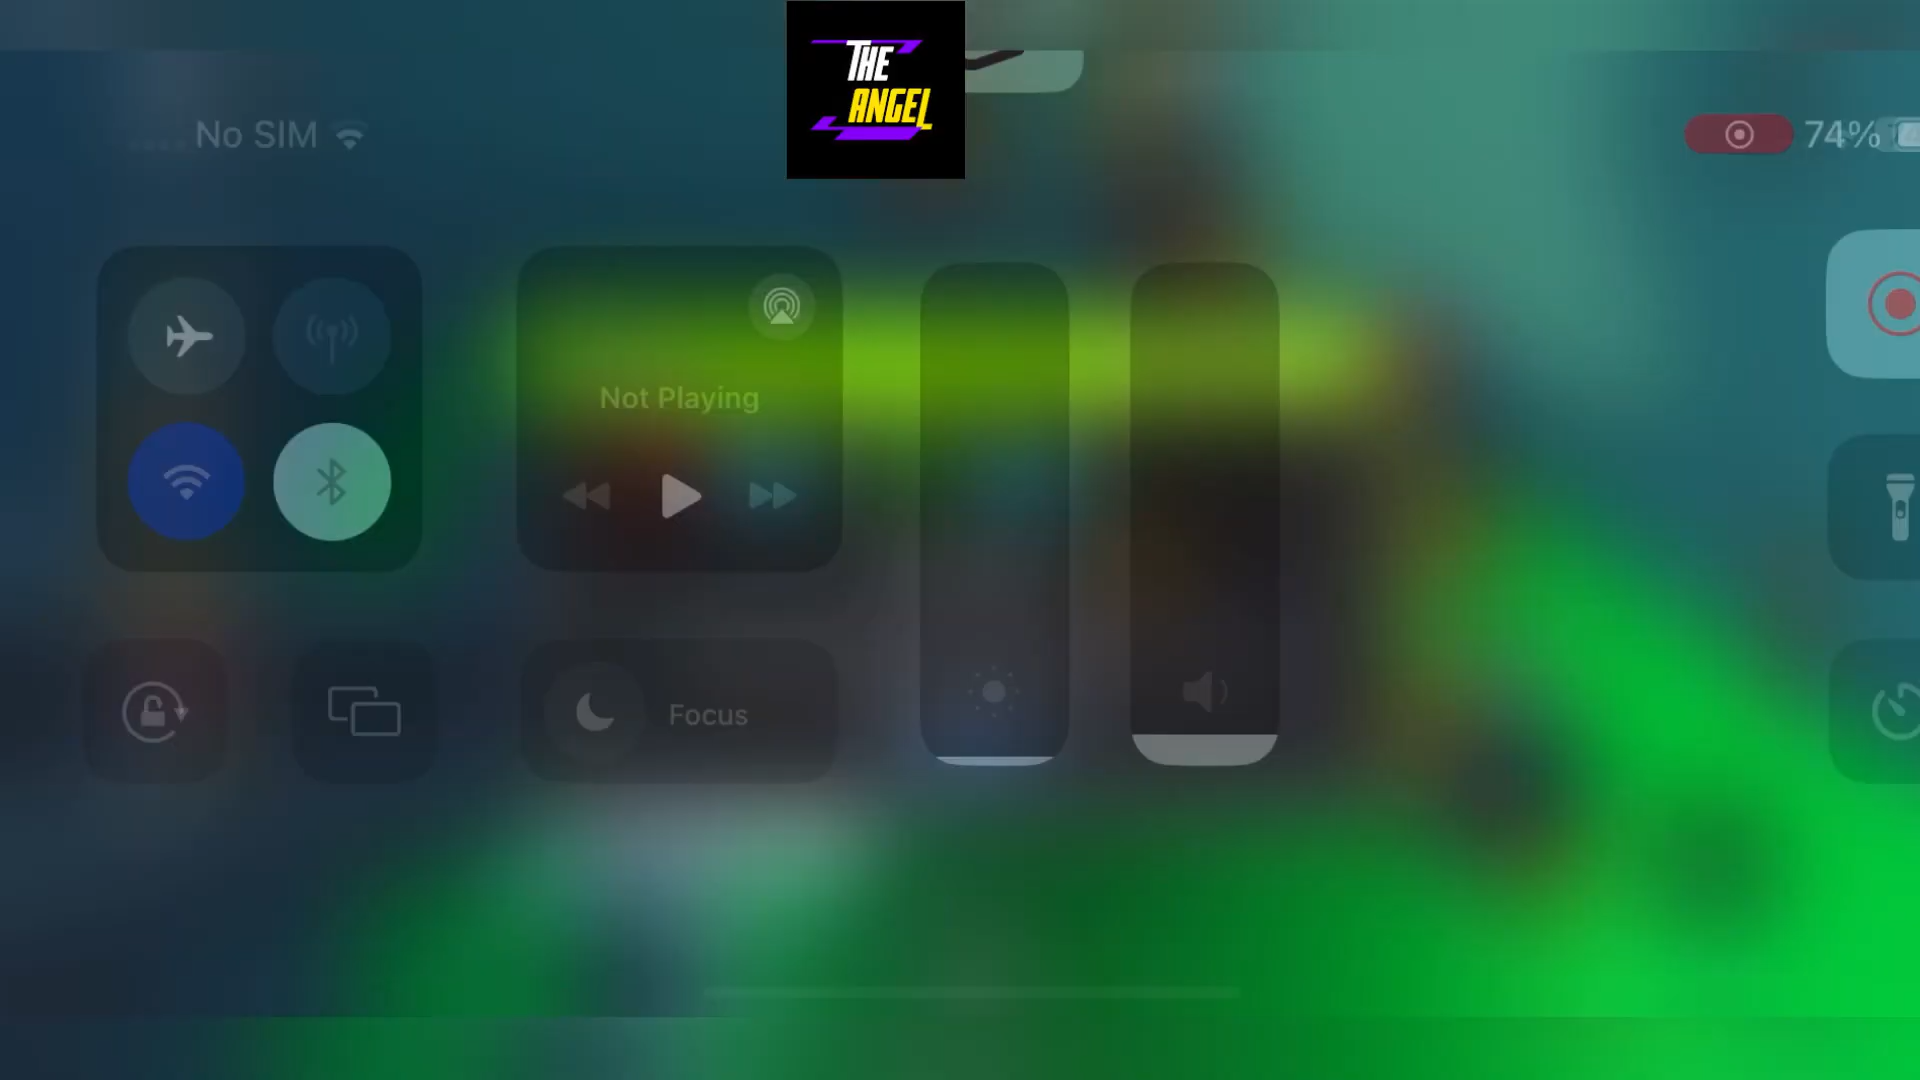 THE
ANGEL
No SIM
74%
Not Playing
Focus